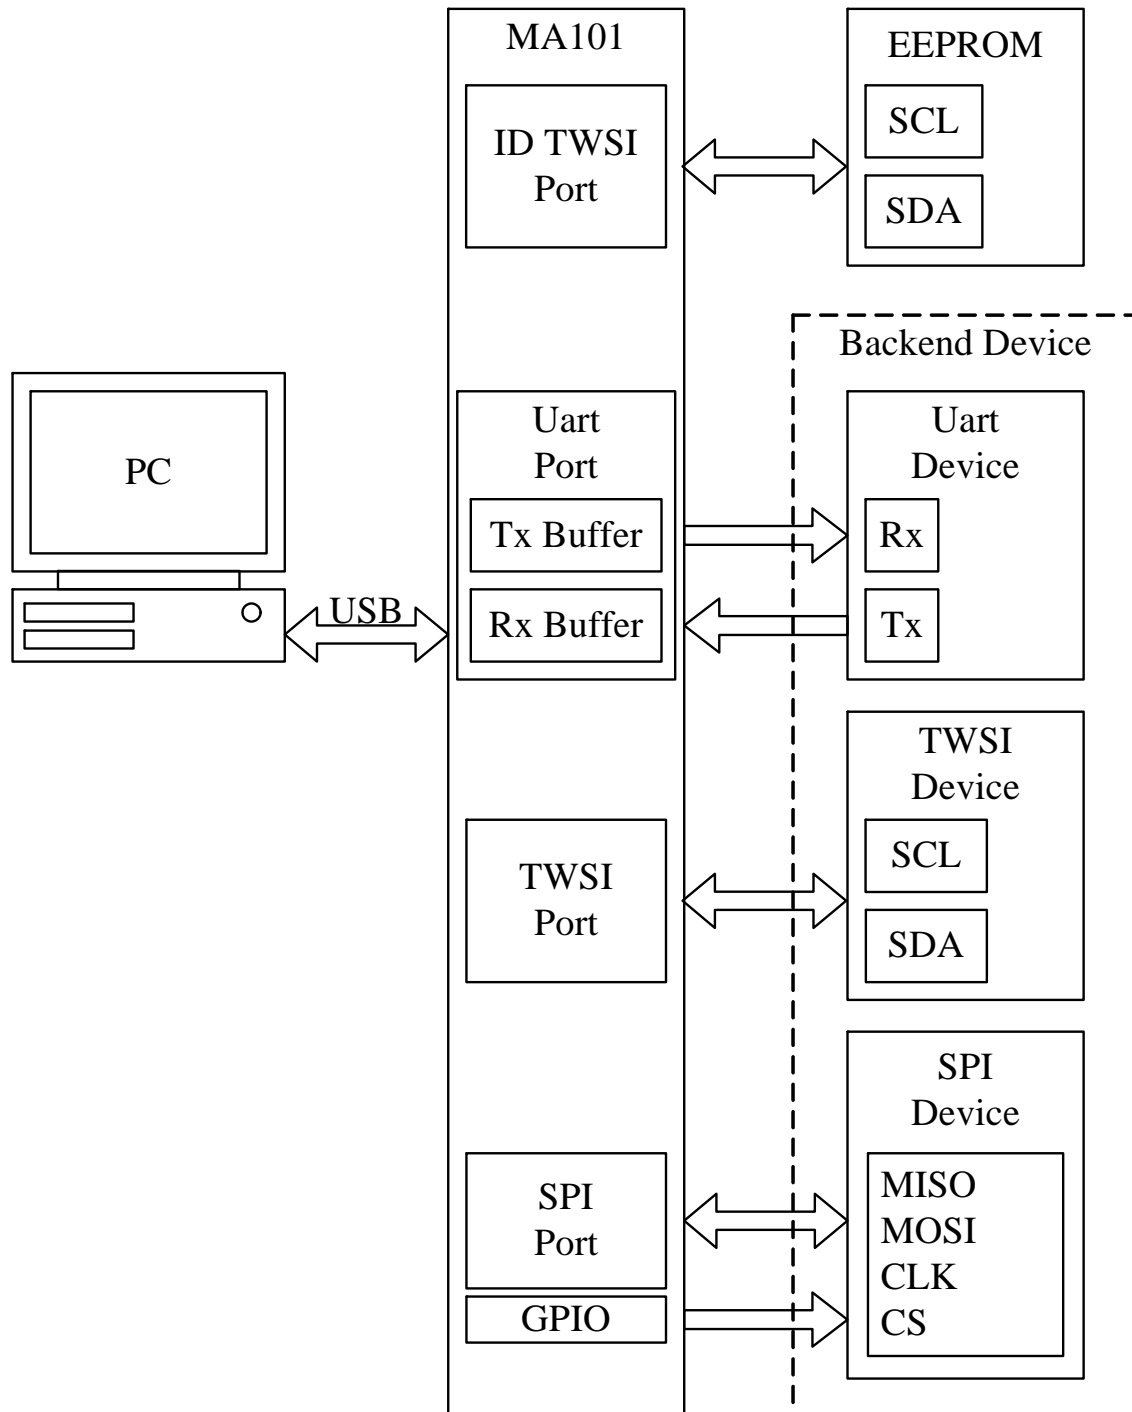 MA101
ID TWSI
Port
EEPROM
SCL
SDA
Backend Device
PC
USB
Uart
Port
Tx Buffer
Rx Buffer
Uart
Device
Rx
Tx
TWSI
Port
TWSI
Device
SCL
SDA
SPI
Port
GPIO
SPI
Device
MISO
MOSI
CLK
CS